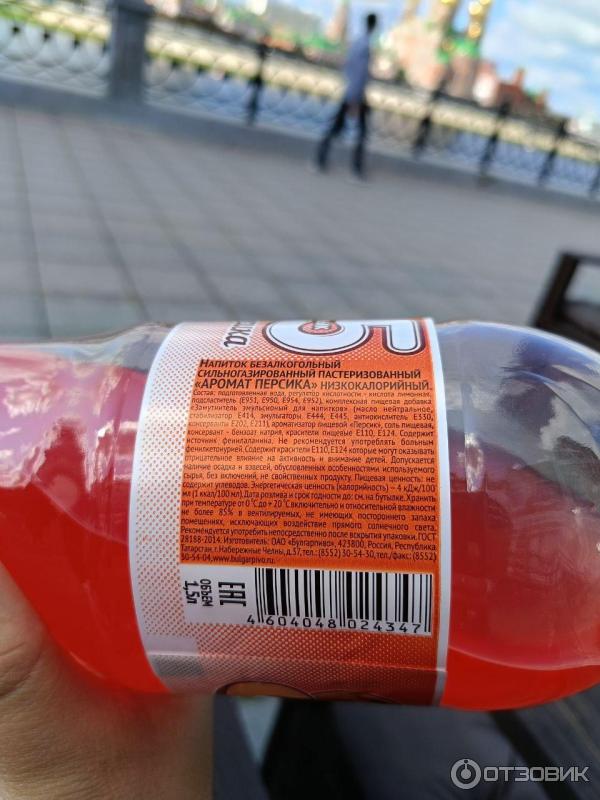 НАПИТОК БЕЗАЛКОГОЛЬНЫЙ
СИЛЬНОГАЗИРОВАННЫЙ ПАСТЕРИЗОВАННЫЙ
«АРОМАТ ПЕРСИКА» НИЗКОКАЛОРИЙНЫЙ.
Состав: подготовленная вода, регулятор кислотности - кислота лимонная,
подсластитель (Е951, Е950, Е954, Е952), комплексная пищевая добавка
«Замутнитель эмульсионный для напитков» (масло нейтральное,
стабилизатор Е414, эмульгаторы Е444, Е445, антиокислитель Е330,
консерванты Е202, Е211), ароматизатор пищевой «Персик», соль пищевая,
консервант - бензоат натрия, красители пищевые Е110, Е124. Содержит
источник фенилаланина. Не рекомендуется употреблять больным
фенилкетонурией. Содержит красители Е110, Е124 которые могут оказывать
отрицательное влияние на активность и внимание детей. Допускается
наличие осадка и взвесей, обусловленных особенностями используемого
сырья, без включений, не свойственных продукту. Пищевая ценность: не
содержит углеводов. Энергетическая ценность (калорийность) – 4 кДж/100
мл (1 ккал/100 мл). Дата розлива и срок годности до: см. на бутылке. Хранить
при температуре от 0 °С до + 20 °С включительно и относительной влажности
не более 85% в вентилируемых, не имеющих постороннего запаха
помещениях, исключающих воздействие прямого солнечного света.
Рекомендуется употребить непосредственно после вскрытия упаковки. ГОСТ
28188-2014. Изготовитель: ОАО «Булгарпиво», 423800, Россия, Республика
Татарстан, г. Набережные Челны, д.37, тел.: (8552) 30-54-30, тел./факс: (8552)
30-54-04, www.bulgarpivo.ru
ОБЪЕМ
1,5л
ЕАС
4 604048 024347
ОТЗОВИК